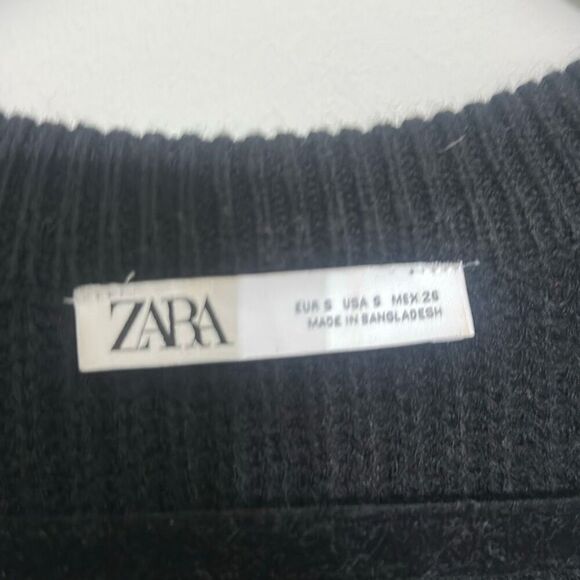 ZARA
EUR S USA S MEX 26
MADE IN BANGLADESH